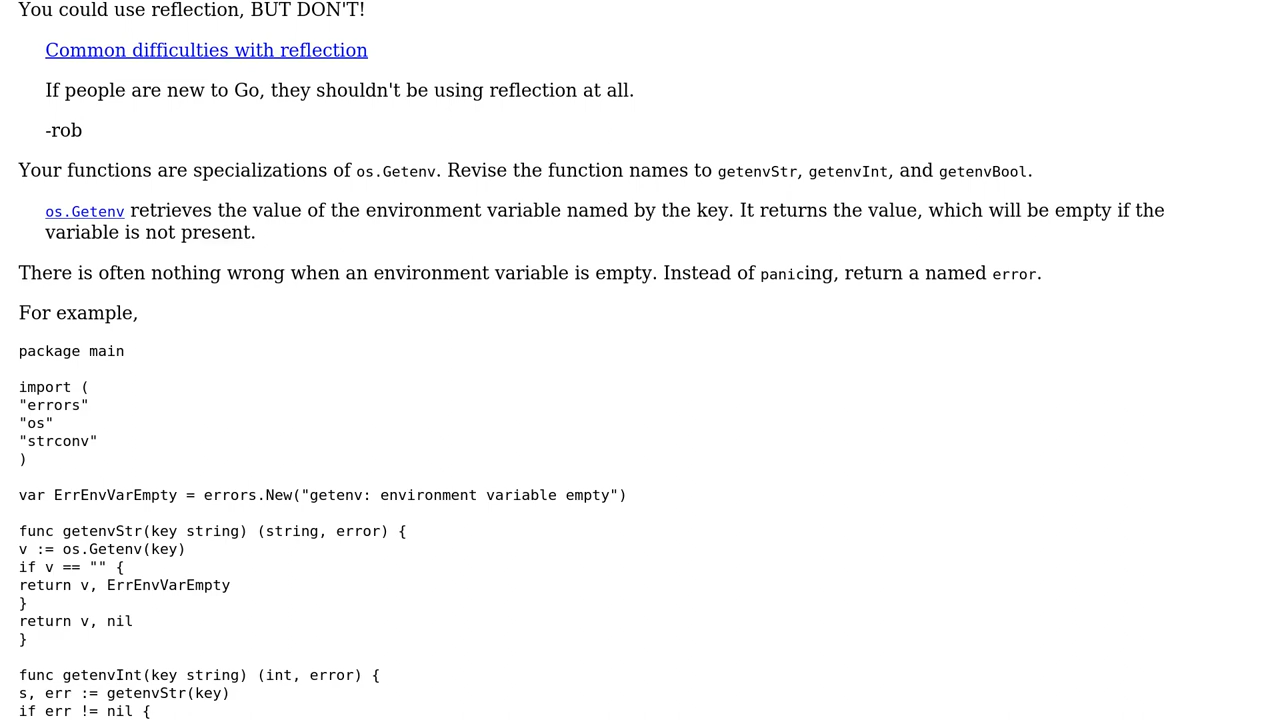 You could use reflection, BUT DON'T!
Common difficulties with reflection
If people are new to Go, they shouldn't be using reflection at all.
-rob
Your functions are specializations of os.Getenv. Revise the function names to getenvStr, getenvInt, and getenvBool.
os.Getenv retrieves the value of the environment variable named by the key. It returns the value, which will be empty if the
variable is not present.
There is often nothing wrong when an environment variable is empty. Instead of panicing, return a named error.
For example,
package main
import (
"errors"
"os"
"strconv"
)
var ErrEnvVarEmpty = errors.New("getenv: environment variable empty")
func getenvStr(key string) (string, error) {
v := os.Getenv(key)
if v == "" {
return v, ErrEnvVarEmpty
}
return v, nil
}
func getenvInt(key string) (int, error) {
s, err := getenvStr(key)
if err != nil {